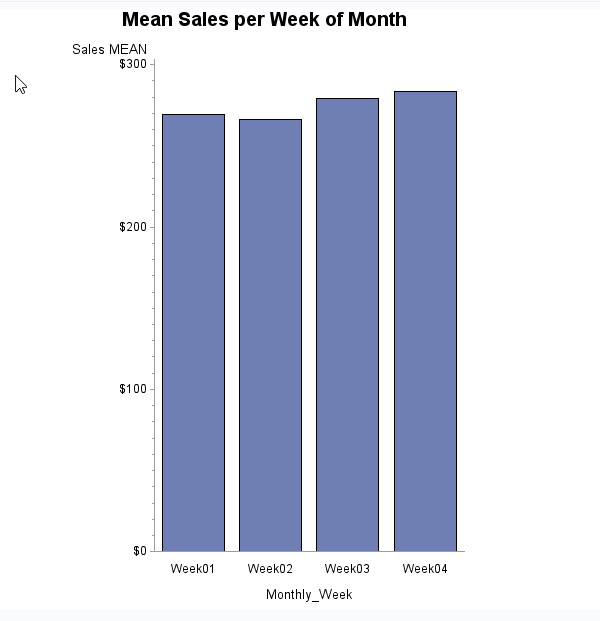 Mean Sales per Week of Month
Sales MEAN
$300
$200
$100
$0
Week01 Week02 Week03 Week04
Monthly_Week